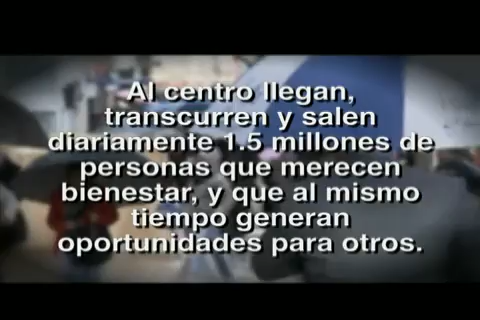 Al centro llegan,
transcurren y salen
diariamente 1.5 millones de
personas que merecen
bienestar, y que al mismo
tiempo generan
oportunidades para otros.